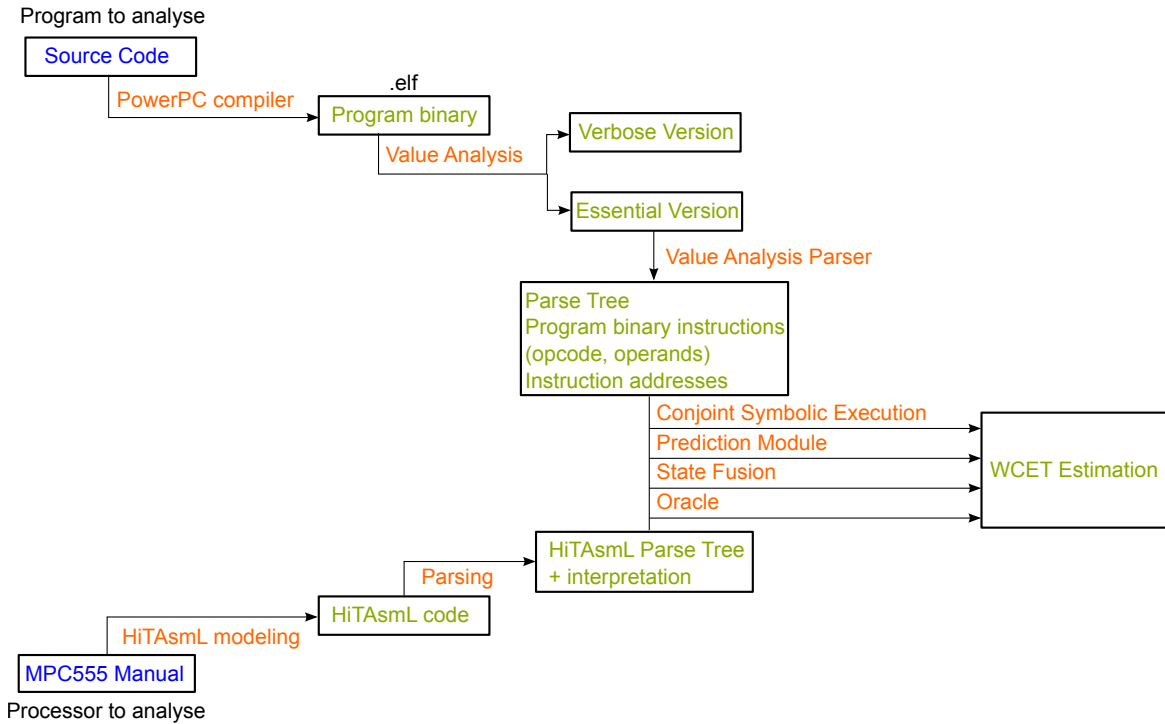 Program to analyse
Source Code
PowerPC compiler
.elf
Program binary
Value Analysis
Verbose Version
Essential Version
Value Analysis Parser
Parse Tree
Program binary instructions
(opcode, operands)
Instruction addresses
Conjoint Symbolic Execution
Prediction Module
State Fusion
Oracle
WCET Estimation
HiTAsmL Parse Tree
+ interpretation
Parsing
HiTAsmL code
HiTAsmL modeling
MPC555 Manual
Processor to analyse